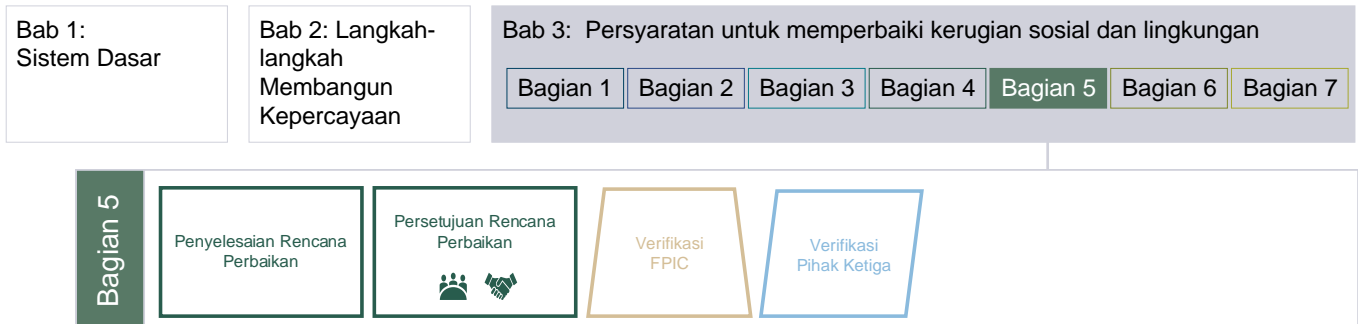 Bab 1:
Sistem Dasar
Bab 2: Langkah-
langkah
Membangun
Kepercayaan
Bab 3:  Persyaratan untuk memperbaiki kerugian sosial dan lingkungan
Bagian 1
Bagian 2
Bagian 3
Bagian 4
Bagian 5
Bagian 6
Bagian 7
Bagian 5
Penyelesaian Rencana
Perbaikan
Persetujuan Rencana
Perbaikan
Verifikasi
FPIC
Verifikasi
Pihak Ketiga